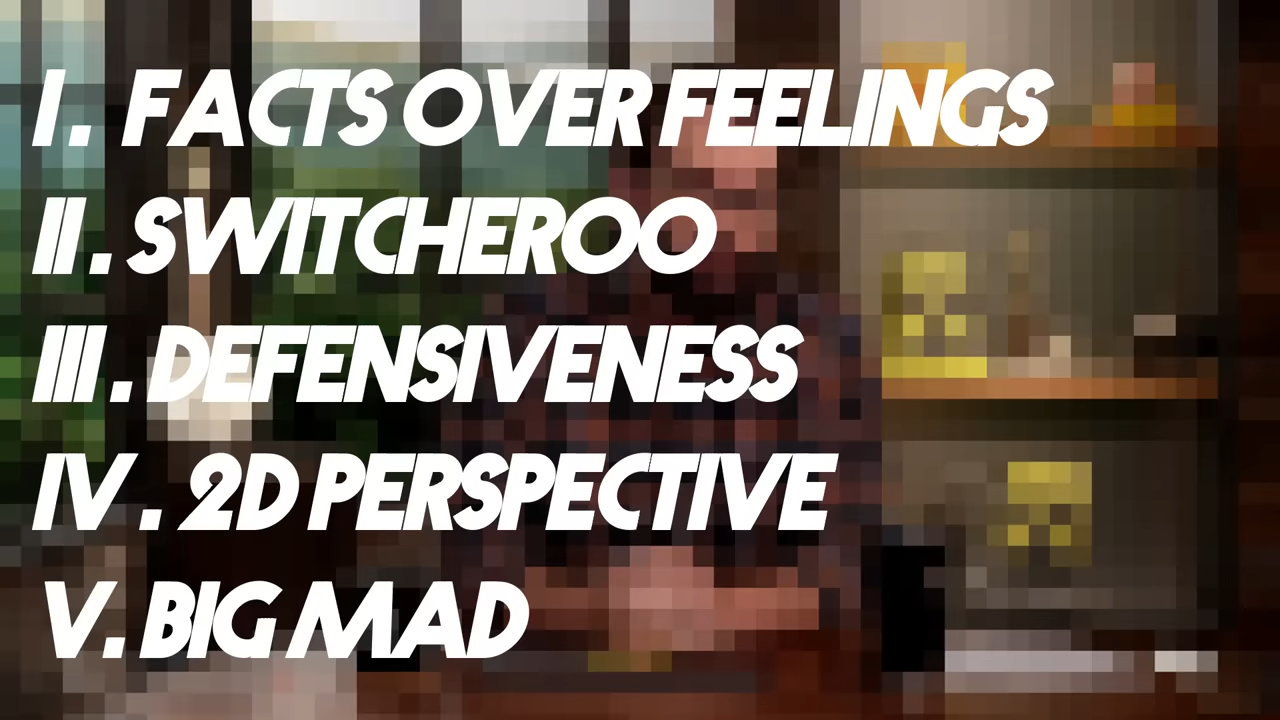 I. FACTS OVER FEELINGS
II. SWITCHEROO
III. DEFENSIVENESS
IV. 2D PERSPECTIVE
V. BIG MAD